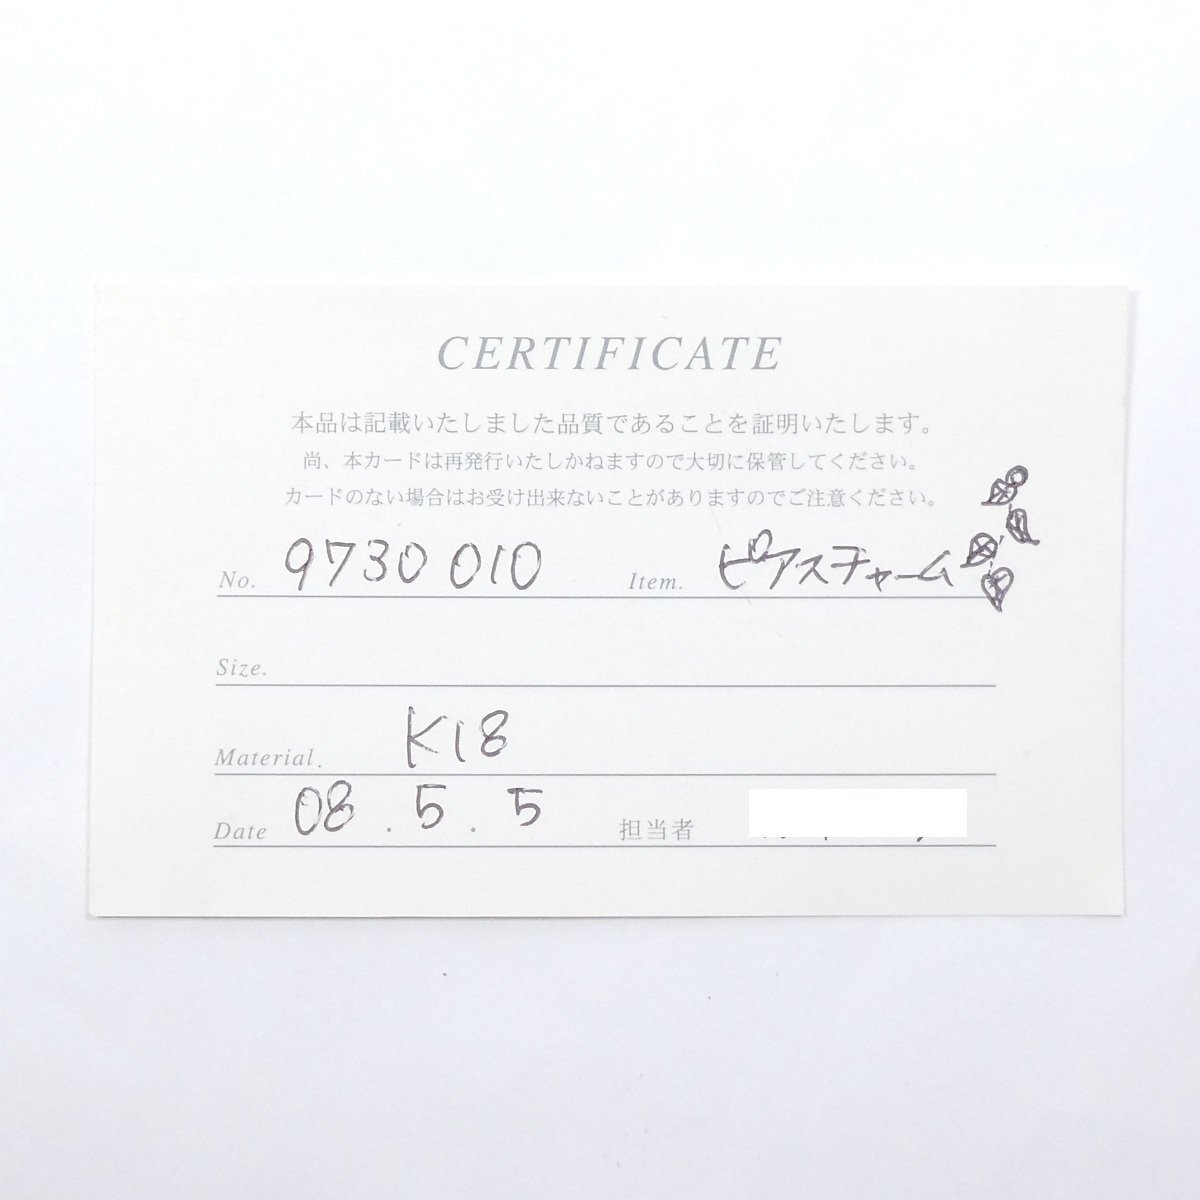 CERTIFICATE
本品は記載いたしました品質であることを証明いたします。
尚、本カードは再発行いたしかねますので大切に保管してください。
カードのない場合はお受け出来ないことがありますのでご注意ください。
No. 9730 010 Item. ピアスチャーム
Size.
Material. K18
Date 08.5.5 担当者